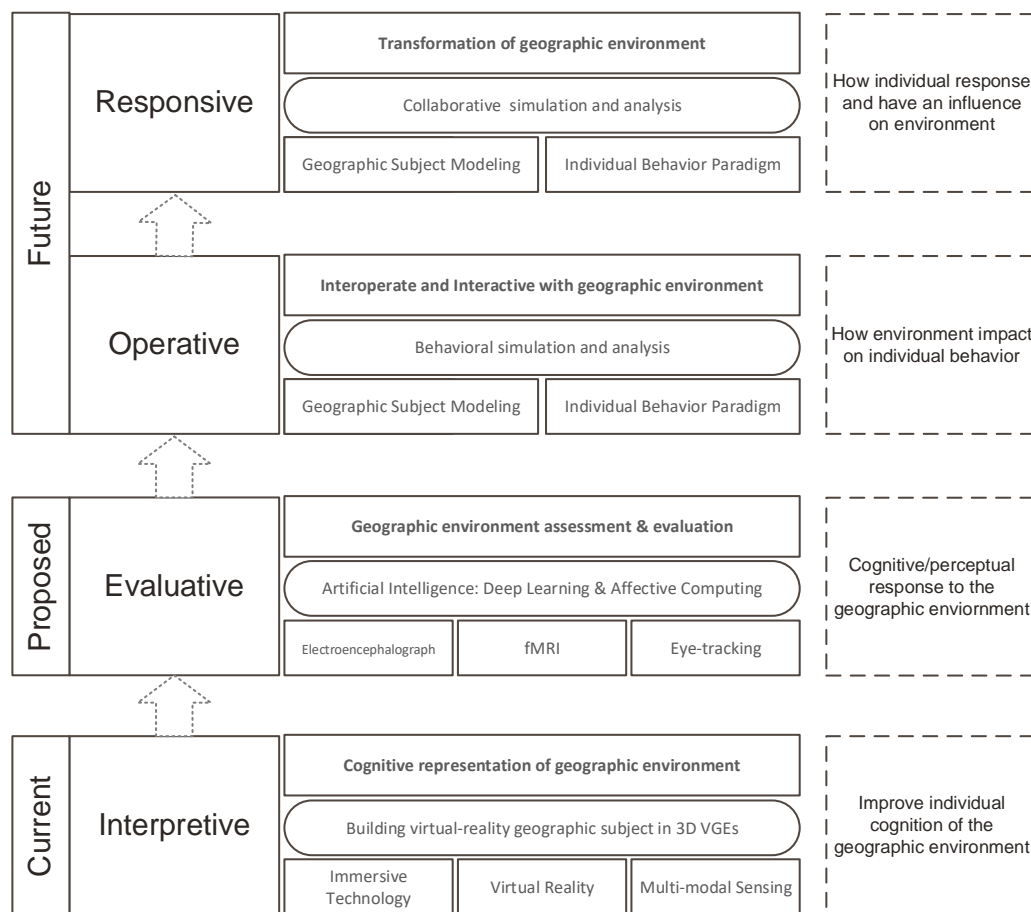 Future
Responsive
Transformation of geographic environment
Collaborative simulation and analysis
Geographic Subject Modeling
Individual Behavior Paradigm
How individual response
and have an influence
on environment
Operative
Interoperate and Interactive with geographic environment
Behavioral simulation and analysis
Geographic Subject Modeling
Individual Behavior Paradigm
How environment impact
on individual behavior
Proposed
Evaluative
Geographic environment assessment & evaluation
Artificial Intelligence: Deep Learning & Affective Computing
Electroencephalograph
fMRI
Eye-tracking
Cognitive/perceptual
response to the
geographic enviornment
Current
Interpretive
Cognitive representation of geographic environment
Building virtual-reality geographic subject in 3D VGEs
Immersive
Technology
Virtual Reality
Multi-modal Sensing
Improve individual
cognition of the
geographic environment